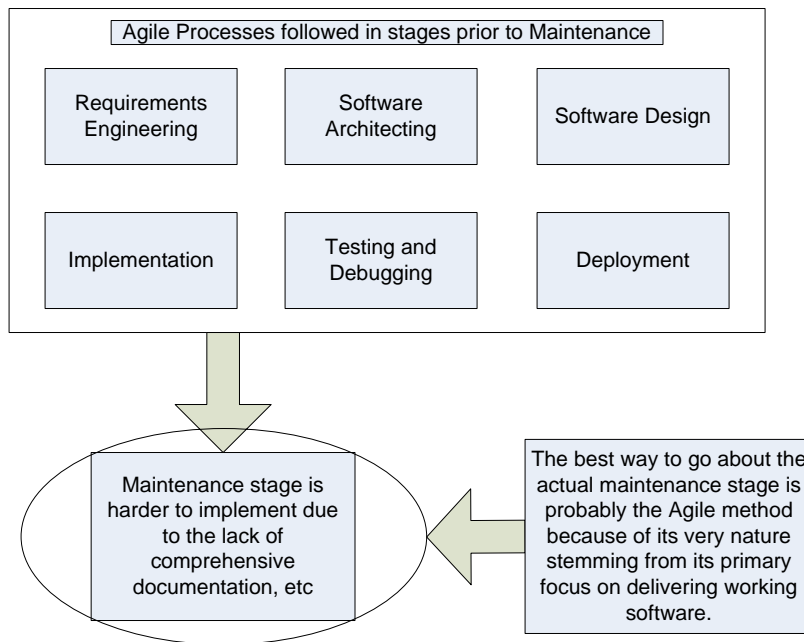 Agile Processes followed in stages prior to Maintenance
Requirements
Engineering
Software
Architecting
Software Design
Implementation
Testing and
Debugging
Deployment
Maintenance stage is
harder to implement due
to the lack of
comprehensive
documentation, etc
The best way to go about the
actual maintenance stage is
probably the Agile method
because of its very nature
stemming from its primary
focus on delivering working
software.